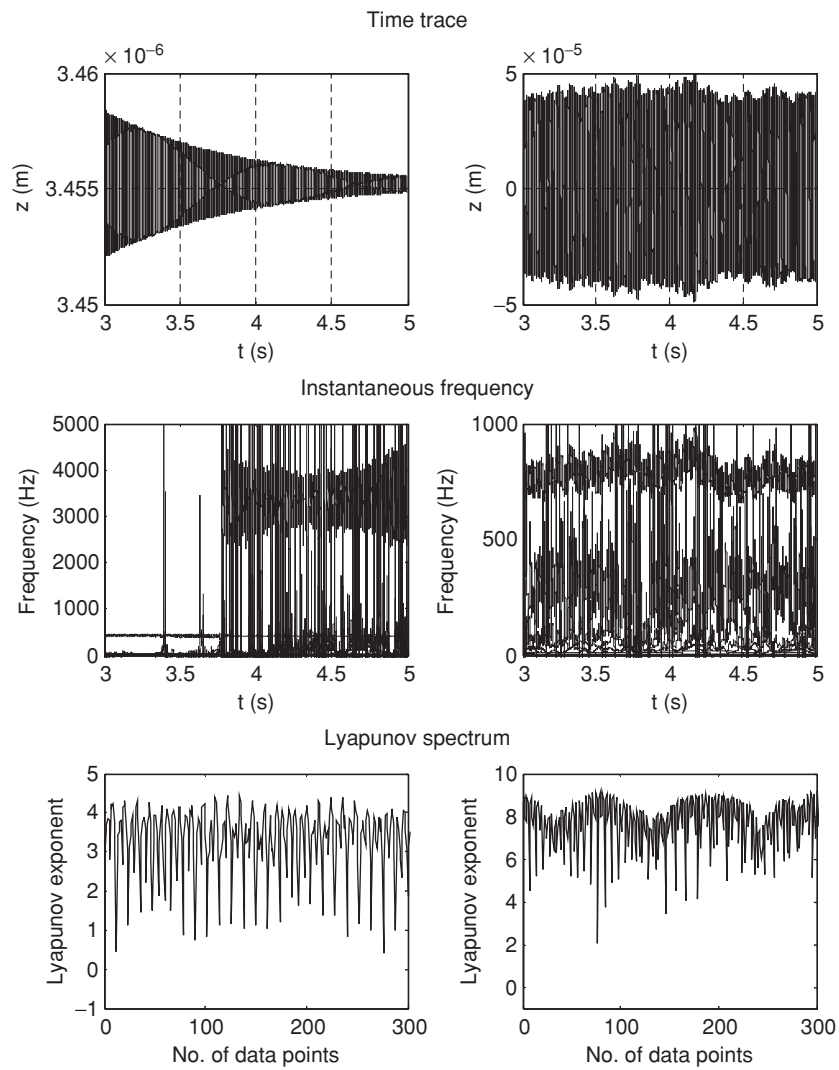 Time trace
× 10−6
3.46
3.455
3.45
z (m)
3 3.5 4 4.5 5
t (s)
× 10−5
5
0
−5
z (m)
3 3.5 4 4.5 5
t (s)
Instantaneous frequency
5000
4000
3000
2000
1000
0
Frequency (Hz)
3 3.5 4 4.5 5
t (s)
1000
500
0
Frequency (Hz)
3 3.5 4 4.5 5
t (s)
Lyapunov spectrum
5
4
3
2
1
0
−1
Lyapunov exponent
0 100 200 300
No. of data points
10
8
6
4
2
0
Lyapunov exponent
0 100 200 300
No. of data points